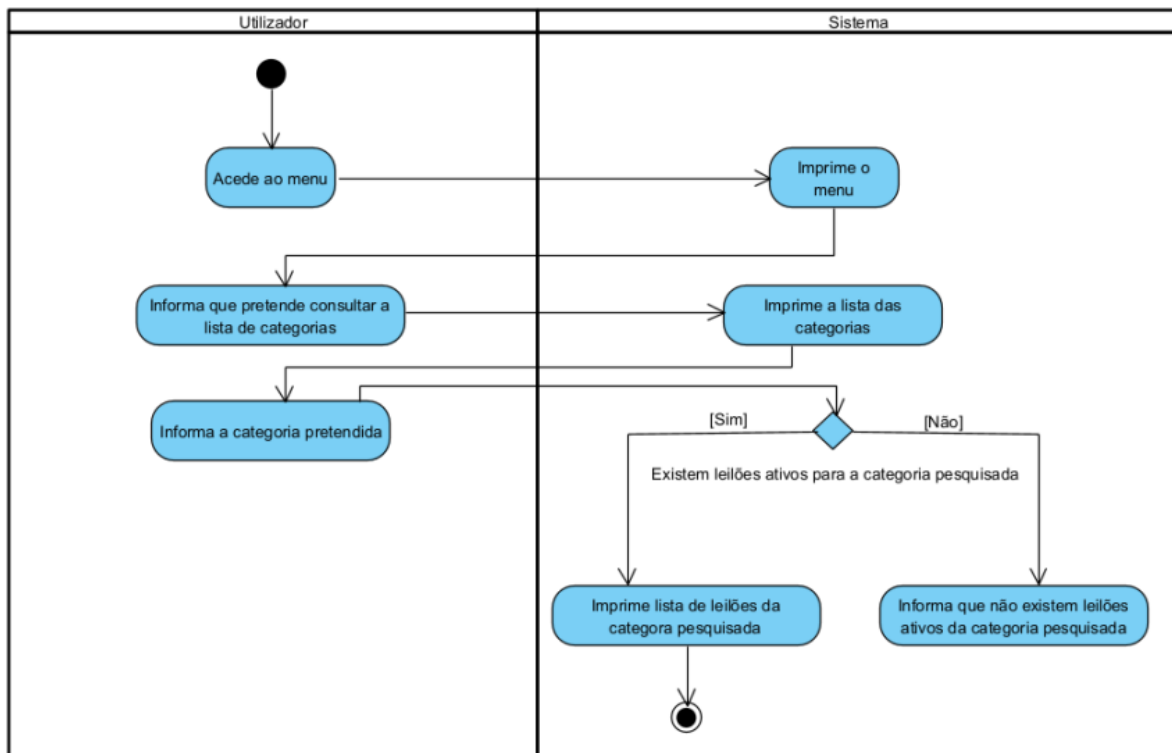 Utilizador
Sistema
Acede ao menu
Imprime o
menu
Informa que pretende consultar a
lista de categorias
Imprime a lista das
categorias
Informa a categoria pretendida
[Sim]
[Não]
Existem leilões ativos para a categoria pesquisada
Imprime lista de leilões da
categora pesquisada
Informa que não existem leilões
ativos da categoria pesquisada